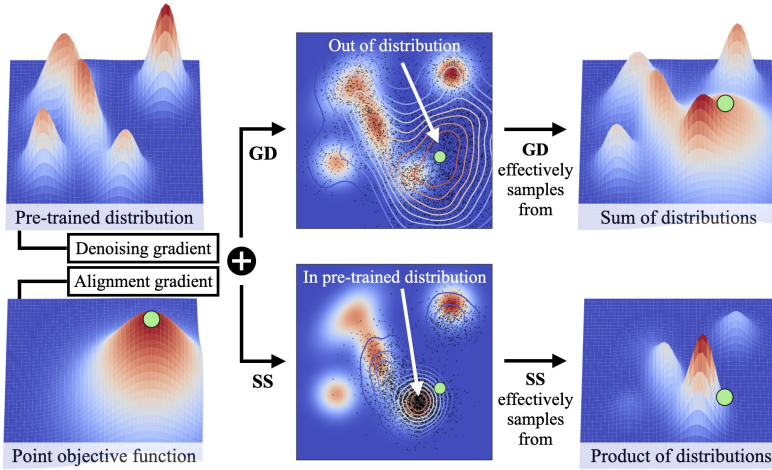 Pre-trained distribution
Denoising gradient
Alignment gradient
Point objective function
GD
SS
Out of distribution
In pre-trained distribution
GD
effectively
samples
from
SS
effectively
samples
from
Sum of distributions
Product of distributions